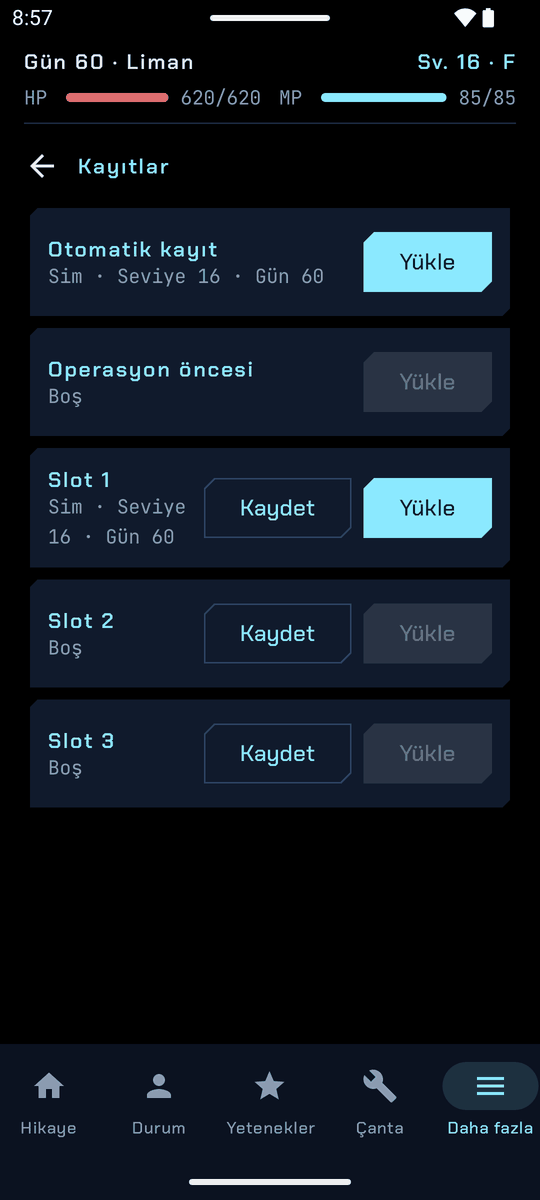 8:57
Gün 60 · Liman
Sv. 16 · F
HP 620/620 MP 85/85
Kayıtlar
Otomatik kayıt
Sim · Seviye 16 · Gün 60
Yükle
Operasyon öncesi
Boş
Yükle
Slot 1
Sim · Seviye
16 · Gün 60
Kaydet
Yükle
Slot 2
Boş
Kaydet
Yükle
Slot 3
Boş
Kaydet
Yükle
Hikaye
Durum
Yetenekler
Çanta
Daha fazla